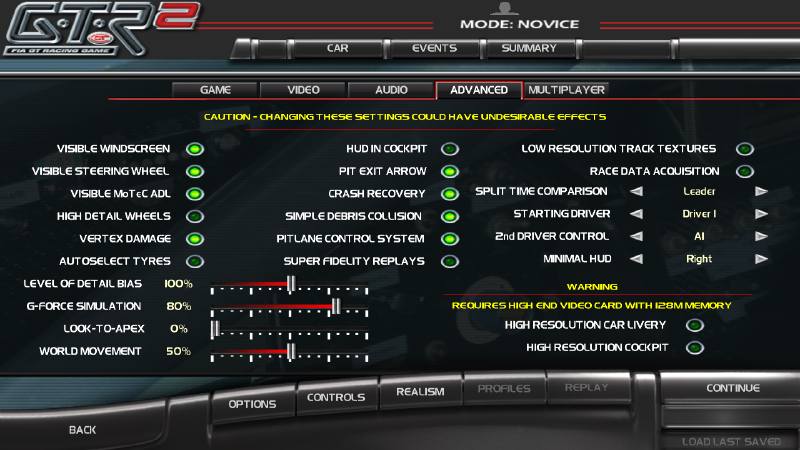 GTR2
FIA GT RACING GAME
MODE: NOVICE
CAR EVENTS SUMMARY
GAME VIDEO AUDIO ADVANCED MULTIPLAYER
CAUTION - CHANGING THESE SETTINGS COULD HAVE UNDESIRABLE EFFECTS
VISIBLE WINDSCREEN
VISIBLE STEERING WHEEL
VISIBLE MoTeC ADL
HIGH DETAIL WHEELS
VERTEX DAMAGE
AUTOSELECT TYRES
HUD IN COCKPIT
PIT EXIT ARROW
CRASH RECOVERY
SIMPLE DEBRIS COLLISION
PITLANE CONTROL SYSTEM
SUPER FIDELITY REPLAYS
LOW RESOLUTION TRACK TEXTURES
RACE DATA ACQUISITION
SPLIT TIME COMPARISON Leader
STARTING DRIVER Driver 1
2nd DRIVER CONTROL AI
MINIMAL HUD Right
LEVEL OF DETAIL BIAS 100%
G-FORCE SIMULATION 80%
LOOK-TO-APEX 0%
WORLD MOVEMENT 50%
WARNING
REQUIRES HIGH END VIDEO CARD WITH 128M MEMORY
HIGH RESOLUTION CAR LIVERY
HIGH RESOLUTION COCKPIT
BACK
OPTIONS CONTROLS REALISM PROFILES REPLAY
CONTINUE
LOAD LAST SAVED